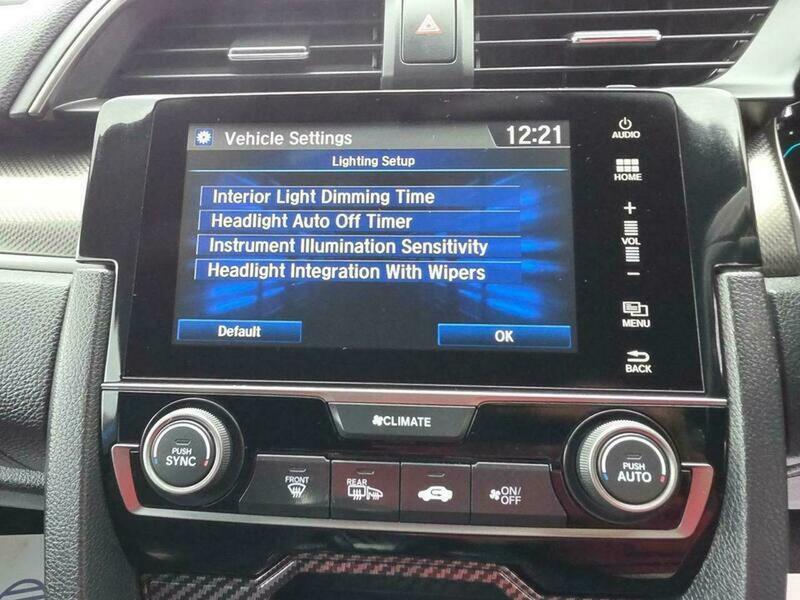 Vehicle Settings 12:21
Lighting Setup
Interior Light Dimming Time
Headlight Auto Off Timer
Instrument Illumination Sensitivity
Headlight Integration With Wipers
Default OK
AUDIO
HOME
+
VOL
−
MENU
BACK
CLIMATE
PUSH
SYNC
FRONT
REAR
ON/
OFF
PUSH
AUTO